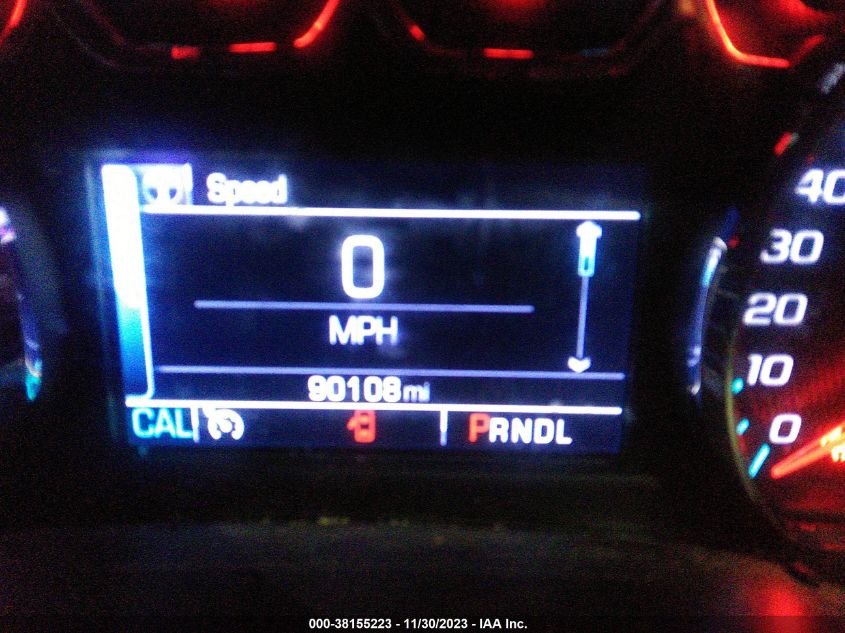 Speed
0
MPH
90108 mi
CAL
PRNDL
40
30
20
10
0
000-38155223 - 11/30/2023 - IAA Inc.